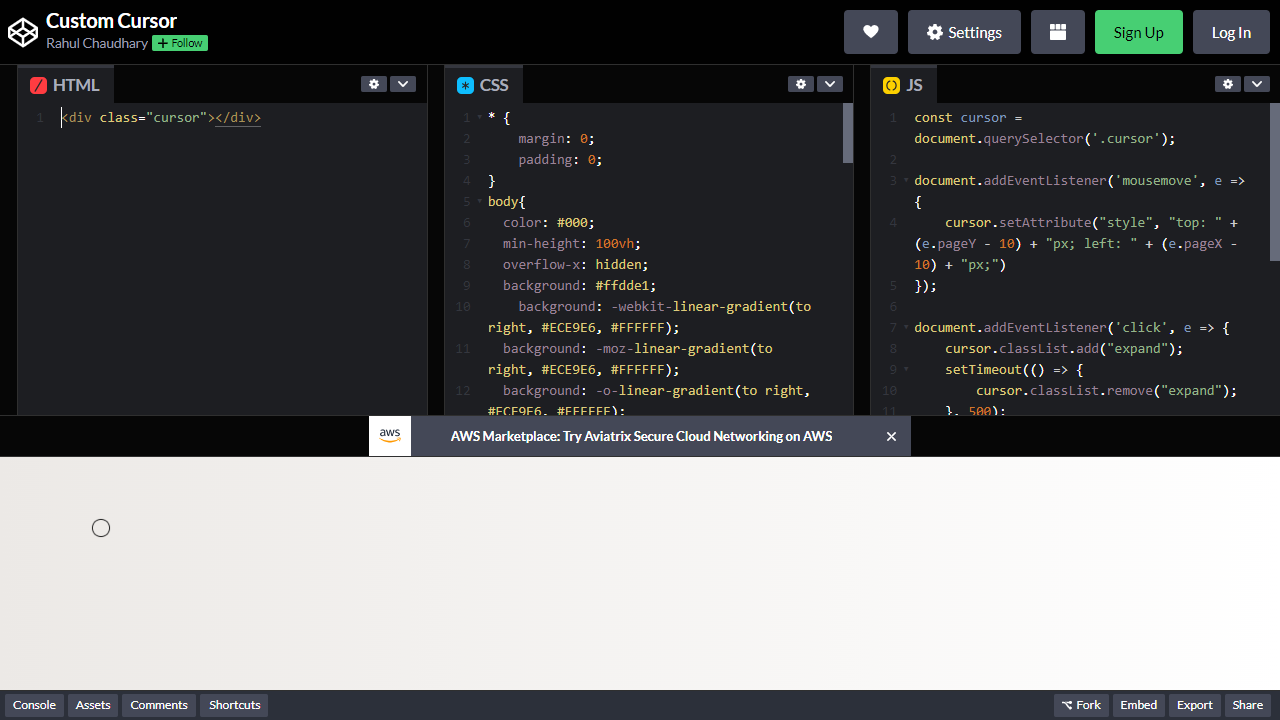 Custom Cursor
Rahul Chaudhary + Follow
Settings
Sign Up
Log In
HTML
1 <div class="cursor"></div>
CSS
1 * {
2 margin: 0;
3 padding: 0;
4 }
5 body{
6 color: #000;
7 min-height: 100vh;
8 overflow-x: hidden;
9 background: #ffdde1;
10 background: -webkit-linear-gradient(to
right, #ECE9E6, #FFFFFF);
11 background: -moz-linear-gradient(to
right, #ECE9E6, #FFFFFF);
12 background: -o-linear-gradient(to right,
#ECE9E6, #FFFFFF);
JS
1 const cursor =
document.querySelector('.cursor');
2
3 document.addEventListener('mousemove', e =>
{
4 cursor.setAttribute("style", "top: " +
(e.pageY - 10) + "px; left: " + (e.pageX -
10) + "px;")
5 });
6
7 document.addEventListener('click', e => {
8 cursor.classList.add("expand");
9 setTimeout(() => {
10 cursor.classList.remove("expand");
11 }, 500);
aws
AWS Marketplace: Try Aviatrix Secure Cloud Networking on AWS
Console
Assets
Comments
Shortcuts
Fork
Embed
Export
Share